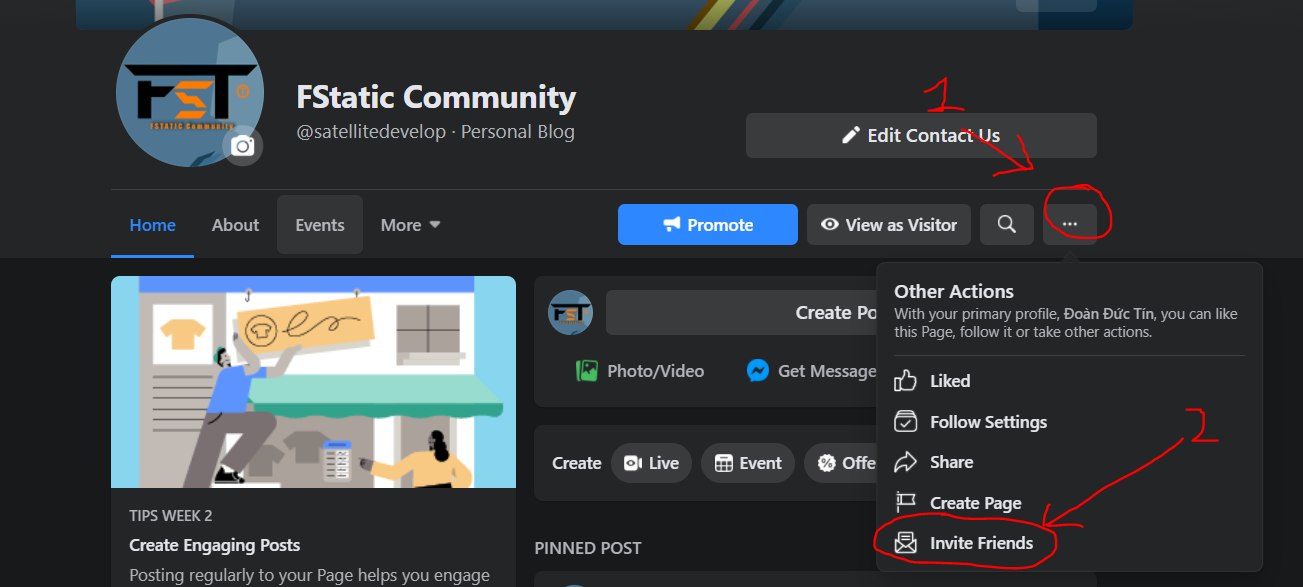 FST
FSTATIC Community
FStatic Community
@satellitedevelop · Personal Blog
1
Edit Contact Us
Home
About
Events
More
Promote
View as Visitor
...
Other Actions
With your primary profile, Đoàn Đức Tín, you can like
this Page, follow it or take other actions.
Liked
Follow Settings
Share
Create Page
Invite Friends
2
FST
Create Po
Photo/Video
Get Message
Create
Live
Event
Offe
PINNED POST
TIPS WEEK 2
Create Engaging Posts
Posting regularly to your Page helps you engage